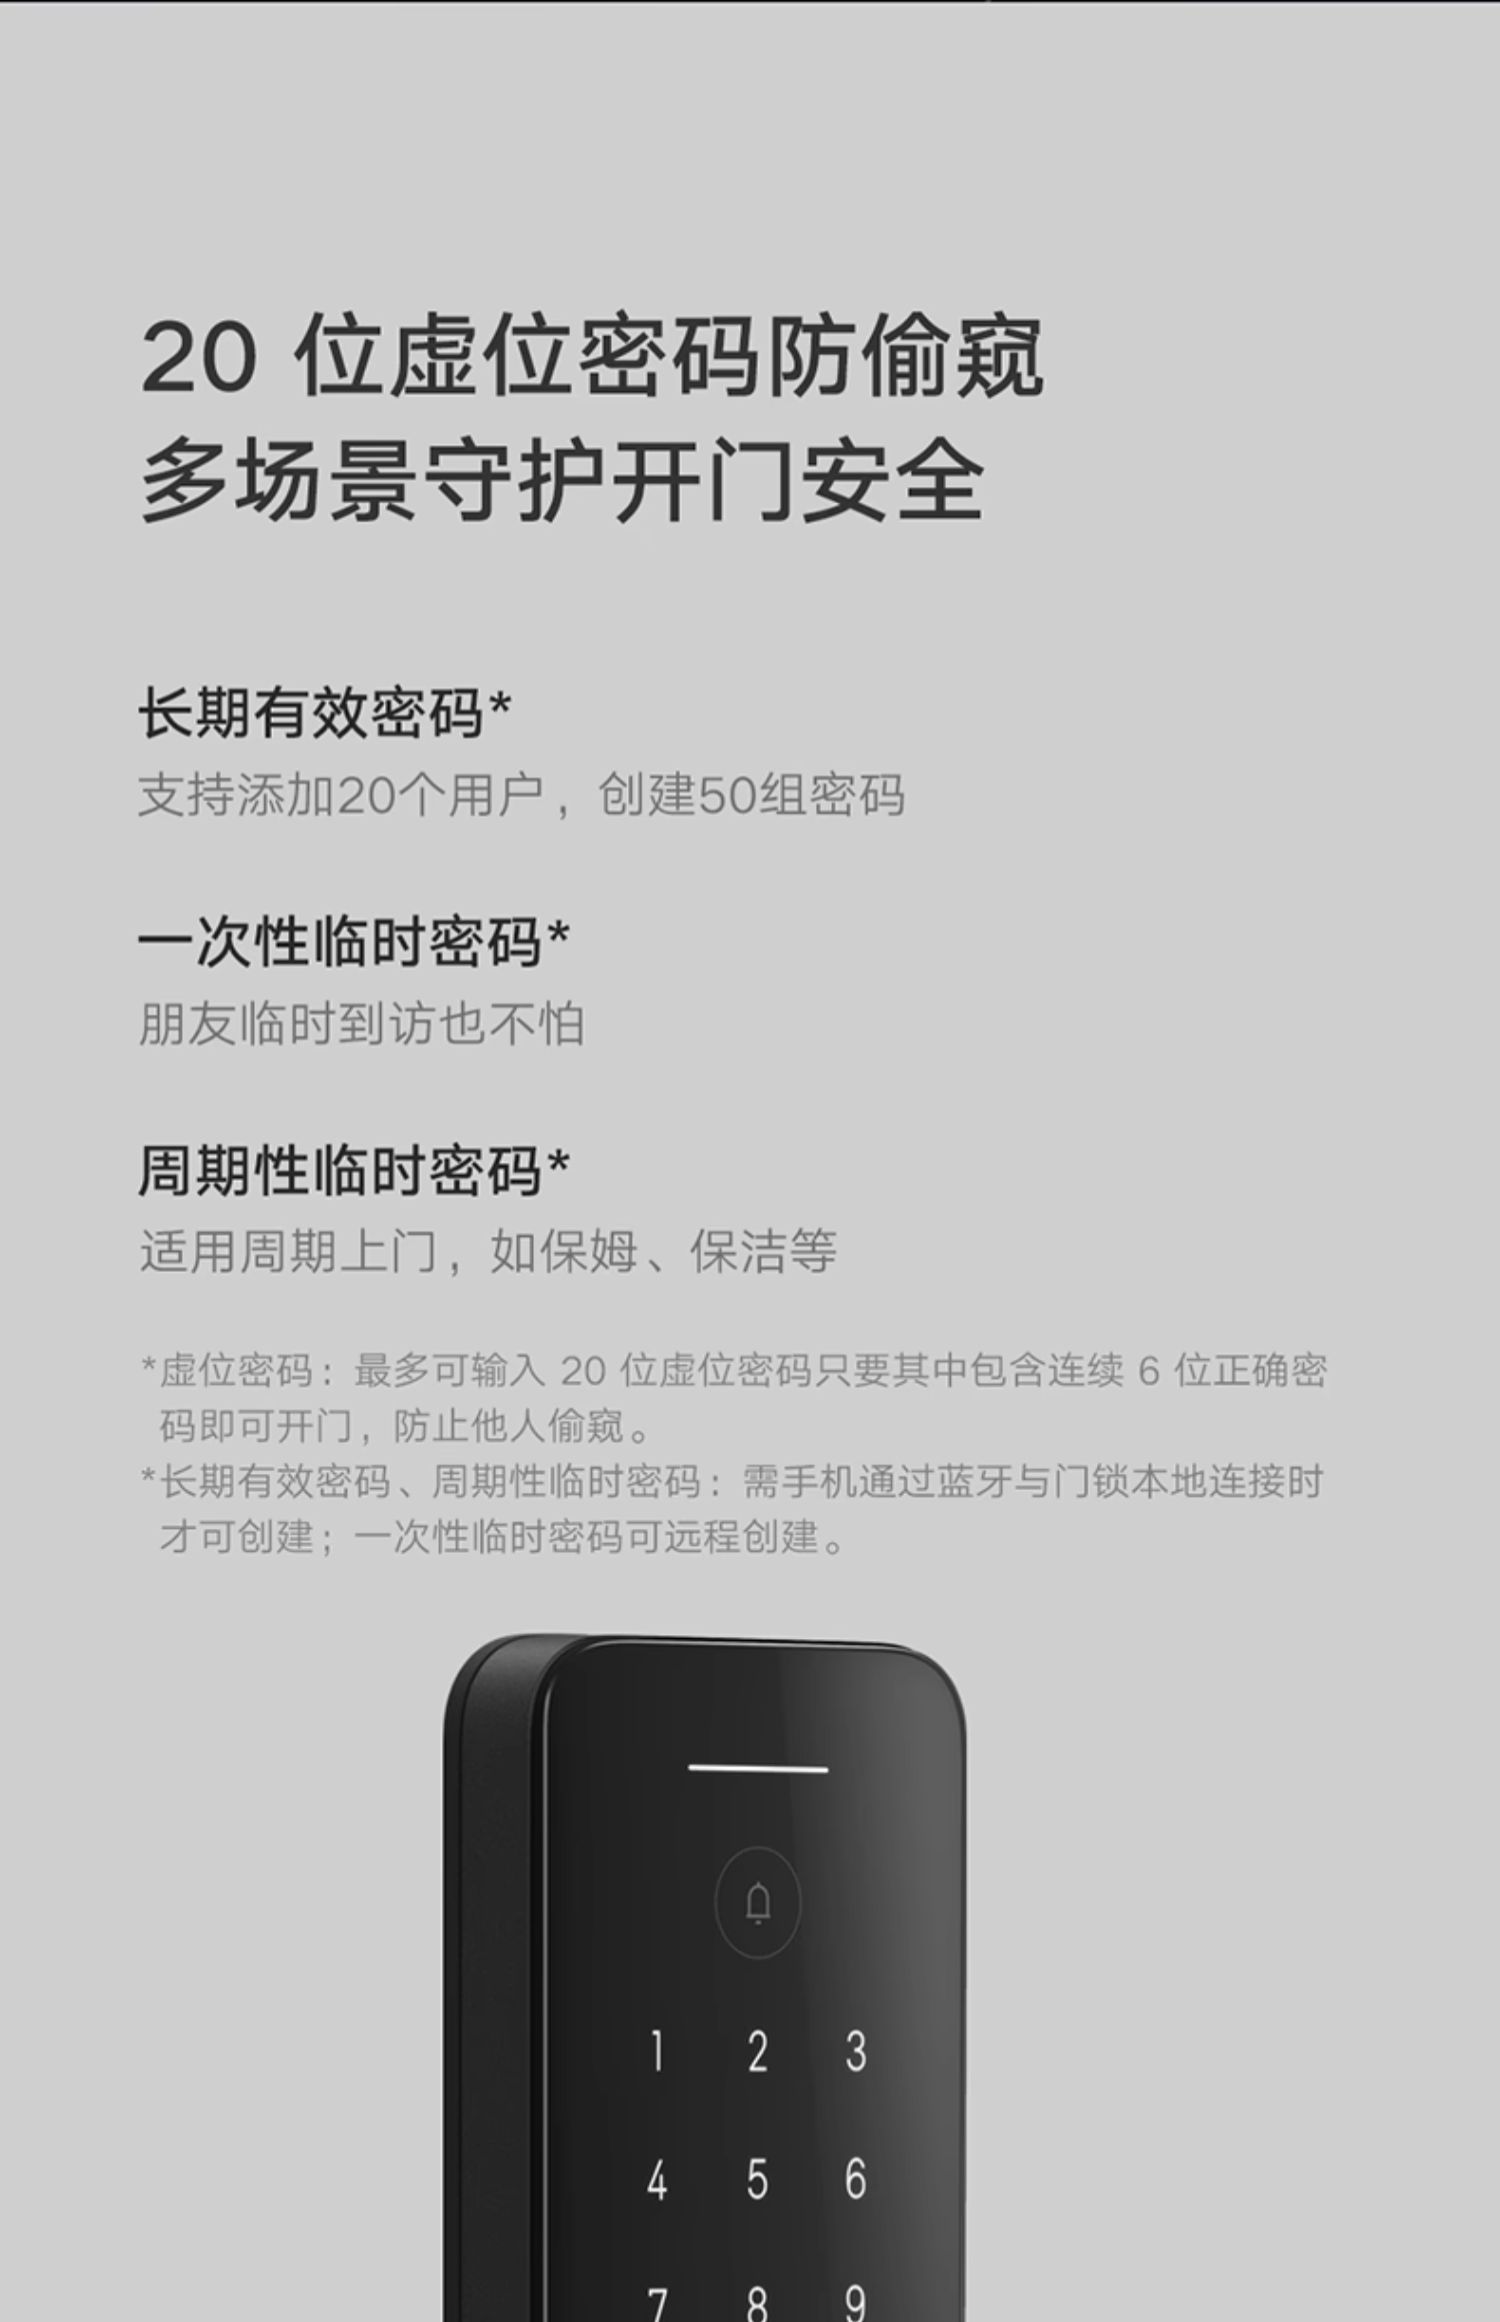 20 位虚位密码防偷窥
多场景守护开门安全
长期有效密码*
支持添加20个用户，创建50组密码
一次性临时密码*
朋友临时到访也不怕
周期性临时密码*
适用周期上门，如保姆、保洁等
*虚位密码：最多可输入 20 位虚位密码只要其中包含连续 6 位正确密
码即可开门，防止他人偷窥。
*长期有效密码、周期性临时密码：需手机通过蓝牙与门锁本地连接时
才可创建；一次性临时密码可远程创建。
1 2 3
4 5 6
7 8 9